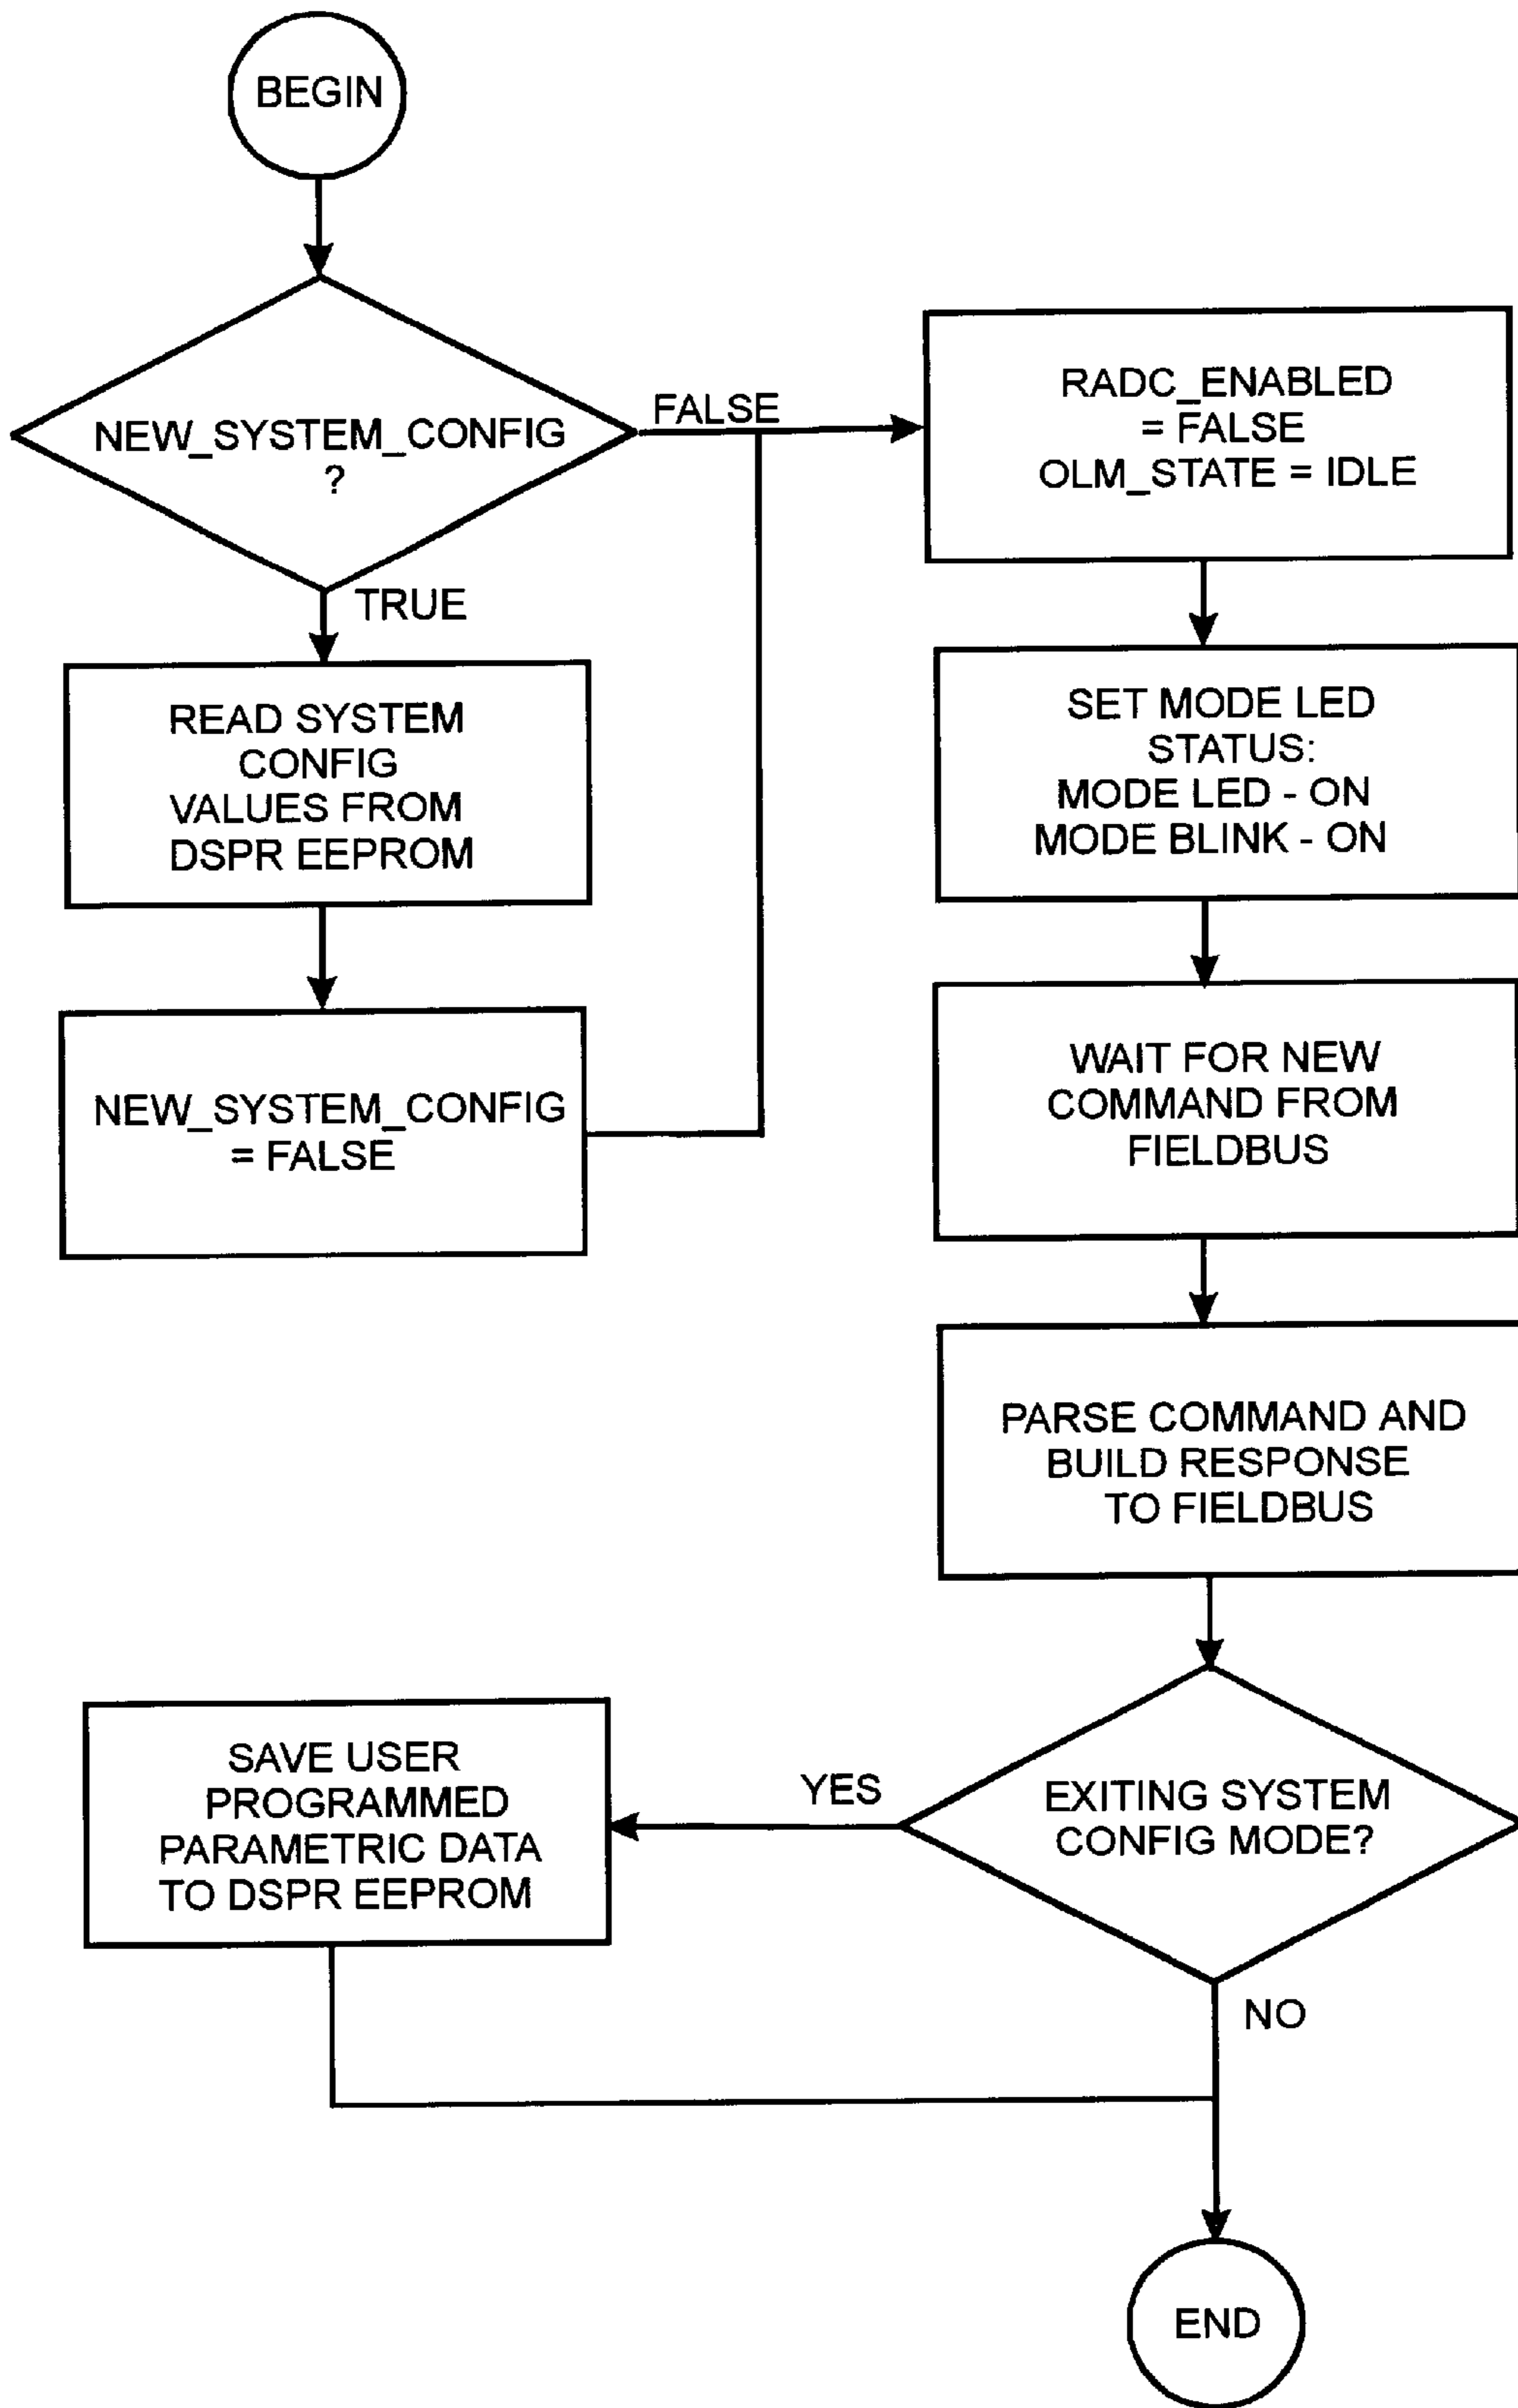 BEGIN
NEW_SYSTEM_CONFIG
?
FALSE
TRUE
READ SYSTEM
CONFIG
VALUES FROM
DSPR EEPROM
NEW_SYSTEM_CONFIG
= FALSE
RADC_ENABLED
= FALSE
OLM_STATE = IDLE
SET MODE LED
STATUS:
MODE LED - ON
MODE BLINK - ON
WAIT FOR NEW
COMMAND FROM
FIELDBUS
PARSE COMMAND AND
BUILD RESPONSE
TO FIELDBUS
EXITING SYSTEM
CONFIG MODE?
YES
SAVE USER
PROGRAMMED
PARAMETRIC DATA
TO DSPR EEPROM
NO
END